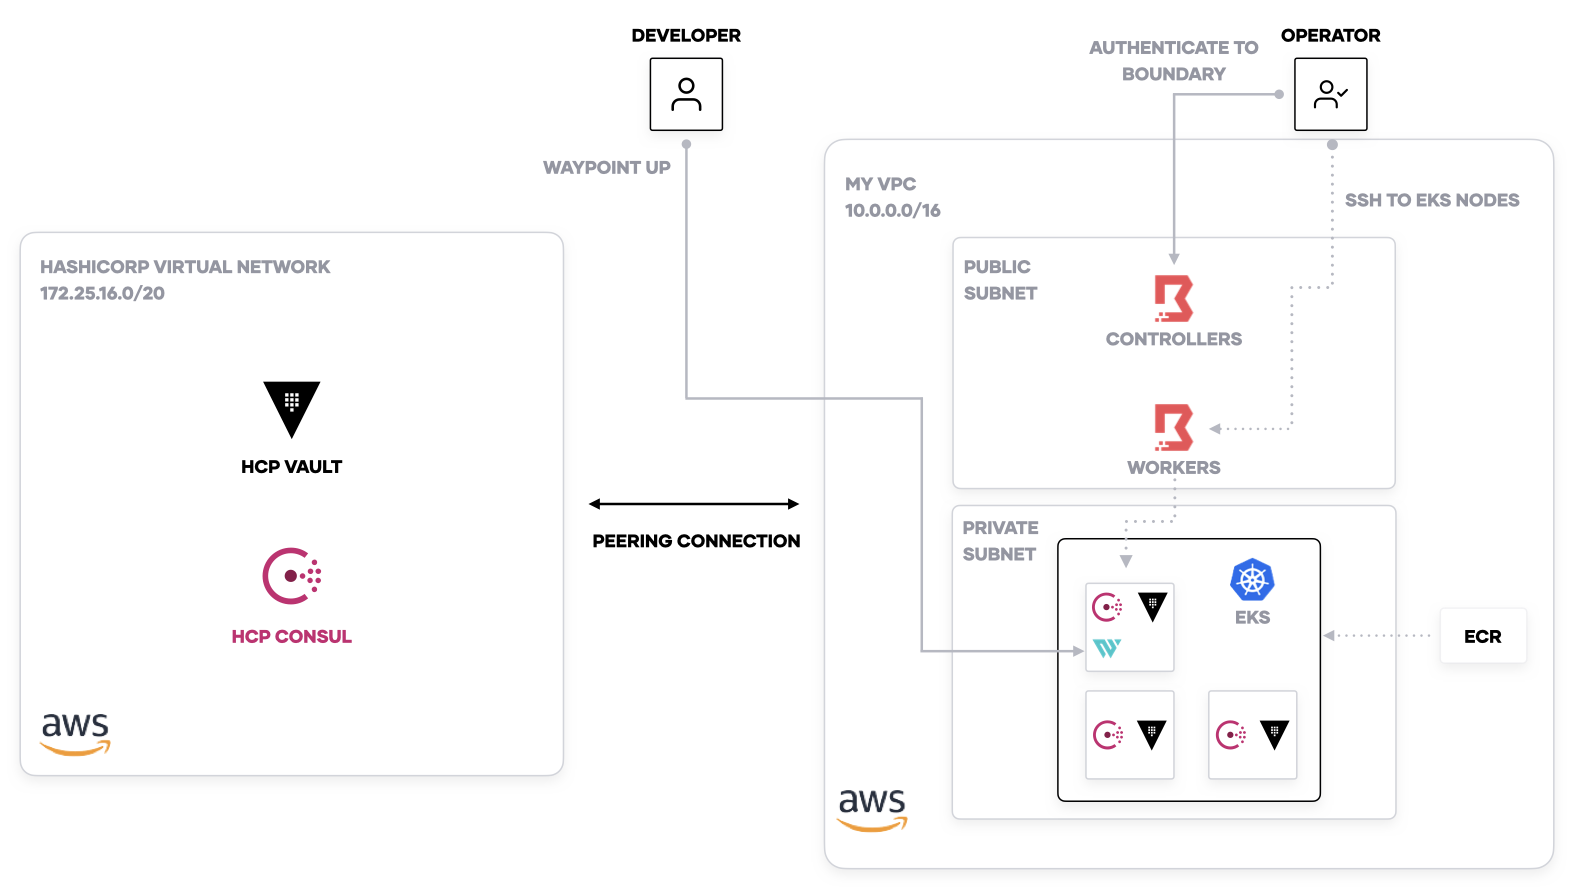 DEVELOPER
OPERATOR
AUTHENTICATE TO
BOUNDARY
WAYPOINT UP
MY VPC
10.0.0.0/16
SSH TO EKS NODES
HASHICORP VIRTUAL NETWORK
172.25.16.0/20
PUBLIC
SUBNET
CONTROLLERS
WORKERS
HCP VAULT
PEERING CONNECTION
PRIVATE
SUBNET
EKS
ECR
HCP CONSUL
aws
aws